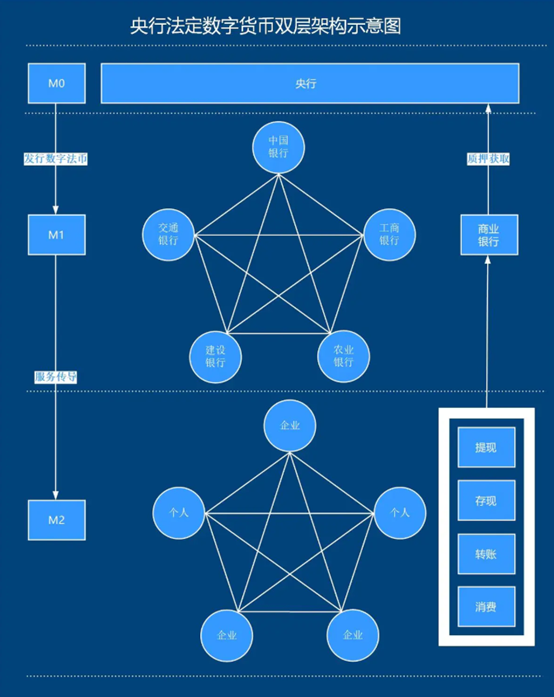 央行法定数字货币双层架构示意图
M0
央行
发行数字法币
中国
银行
质押获取
M1
交通
银行
工商
银行
商业
银行
建设
银行
农业
银行
服务传导
企业
提现
存现
M2
个人
个人
转账
消费
企业
企业